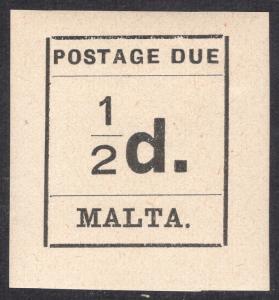 POSTAGE DUE
½d.
MALTA.